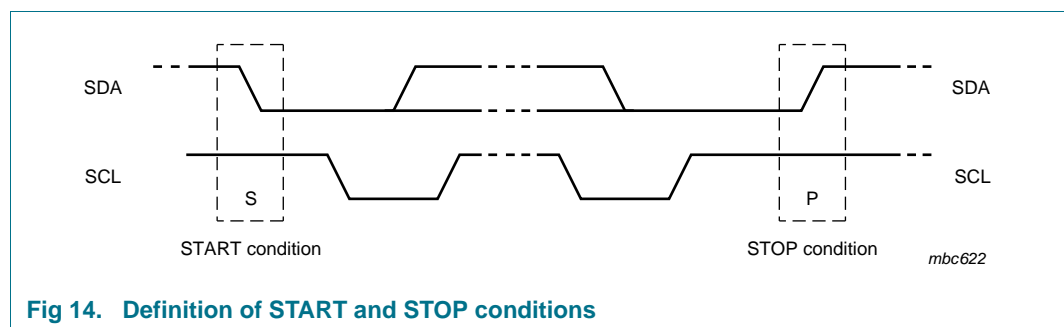 SDA
SDA
SCL
SCL
S
P
START condition
STOP condition
mbc622
Fig 14. Definition of START and STOP conditions